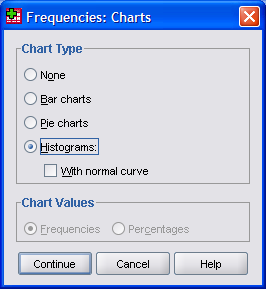 Frequencies: Charts
Chart Type
None
Bar charts
Pie charts
Histograms:
With normal curve
Chart Values
Frequencies Percentages
Continue Cancel Help